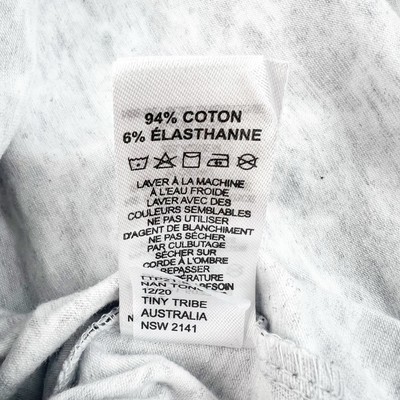 94% COTON
6% ÉLASTHANNE
LAVER À LA MACHINE
À L'EAU FROIDE
LAVER AVEC DES
COULEURS SEMBLABLES
NE PAS UTILISER
D'AGENT DE BLANCHIMENT
NE PAS SÉCHER
PAR CULBUTAGE
SÉCHER SUR
CORDE À L'OMBRE
REPASSER
NAN
12/20
TINY TRIBE
AUSTRALIA
NSW 2141